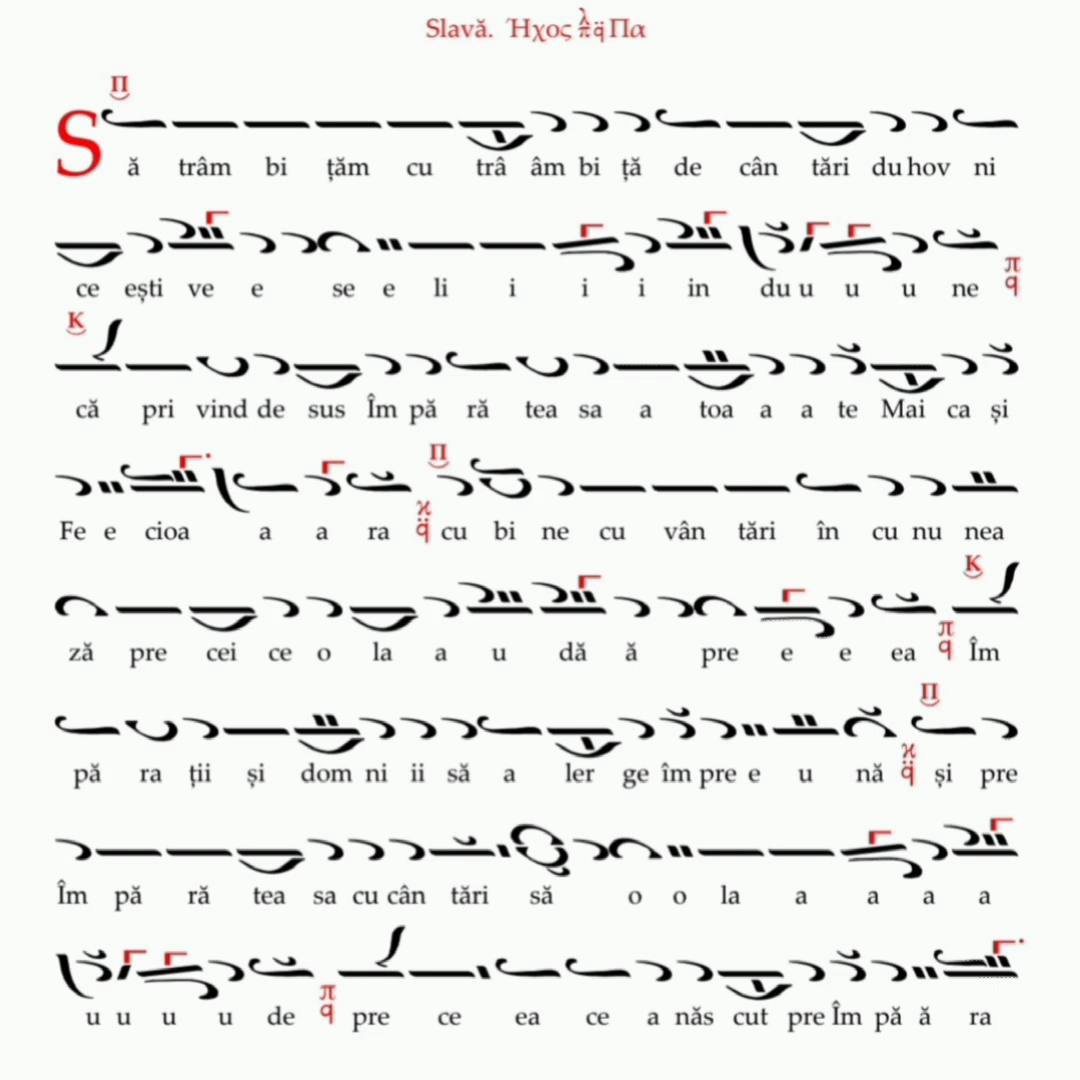 Slavă. Ἦχος λ π q̈ Πα
Π
S ă trâm bi țăm cu trâ âm bi ță de cân tări du hov ni
ce ești ve e se e li i i i in du u u u ne π q
K
că pri vind de sus Îm pă ră tea sa a toa a a te Mai ca și
Fe e cioa a a ra ϰ q̈ Π cu bi ne cu vân tări în cu nu nea
ză pre cei ce o la a u dă ă pre e e ea π q K Îm
pă ra ții și dom ni ii să a ler ge îm pre e u nă ϰ q̈ Π și pre
Îm pă ră tea sa cu cân tări să o o la a a a a
u u u u de π q pre ce ea ce a năs cut pre Îm pă ă ra